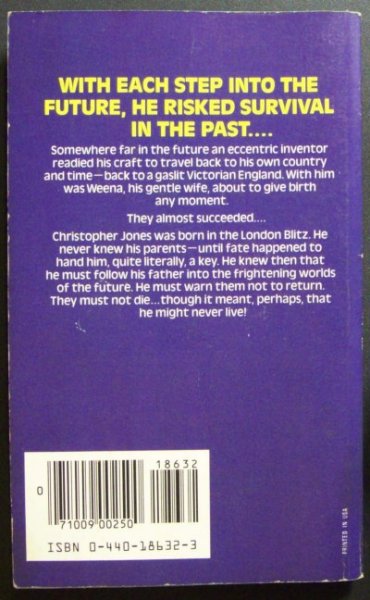 WITH EACH STEP INTO THE
FUTURE, HE RISKED SURVIVAL
IN THE PAST....
Somewhere far in the future an eccentric inventor
readied his craft to travel back to his own country
and time—back to a gaslit Victorian England. With him
was Weena, his gentle wife, about to give birth
any moment.
They almost succeeded....
Christopher Jones was born in the London Blitz. He
never knew his parents—until fate happened to
hand him, quite literally, a key. He knew then that
he must follow his father into the frightening worlds
of the future. He must warn them not to return.
They must not die...though it meant, perhaps, that
he might never live!
18632
0
71009 00250
ISBN 0-440-18632-3
PRINTED IN USA